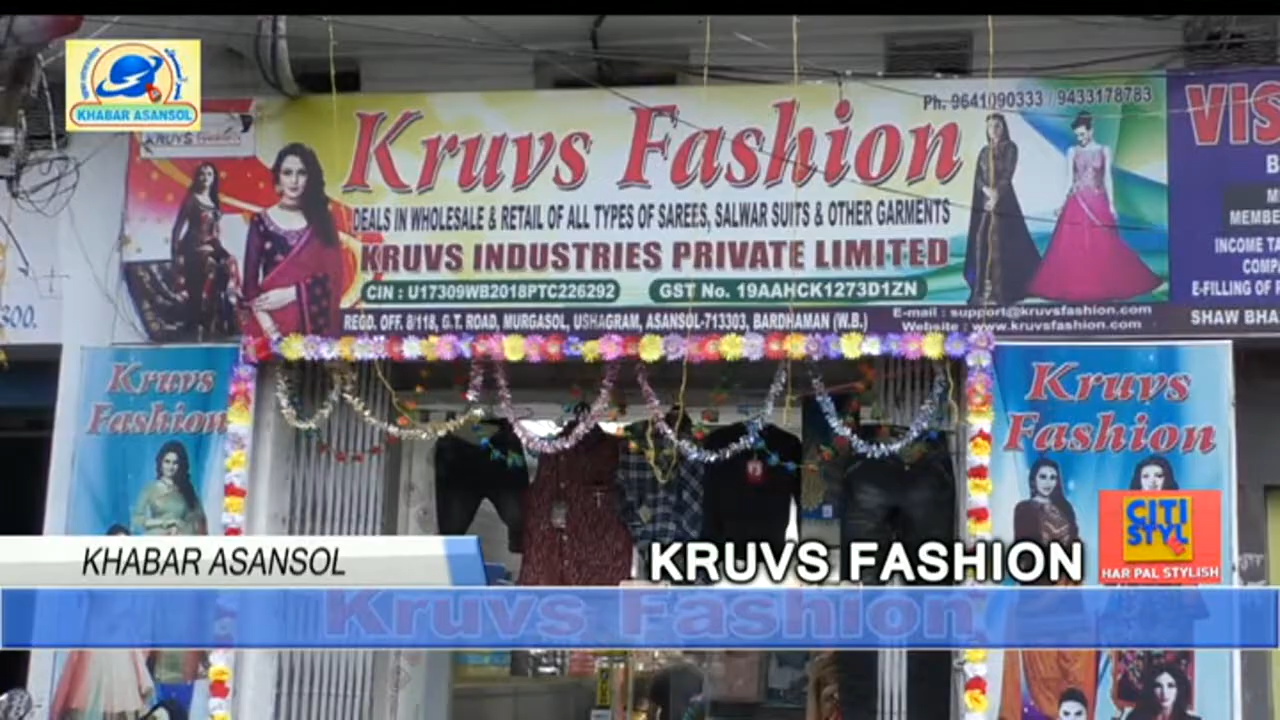 KHABAR ASANSOL
Kruvs Fashion
Ph. 9641090333 / 9433178783
DEALS IN WHOLESALE & RETAIL OF ALL TYPES OF SAREES, SALWAR SUITS & OTHER GARMENTS
KRUVS INDUSTRIES PRIVATE LIMITED
CIN : U17309WB2018PTC226292
GST No. 19AAHCK1273D1ZN
REGD. OFF. 8/118, G.T. ROAD, MURGASOL, USHAGRAM, ASANSOL-713303, BARDHAMAN (W.B.)
E-mail : support@kruvsfashion.com
Website : www.kruvsfashion.com
VIS
B
M
MEMBE
INCOME TA
COMPA
E-FILLING OF
SHAW BHA
300.
Kruvs
Fashion
Kruvs
Fashion
CITI
STYL
HAR PAL STYLISH
KHABAR ASANSOL
KRUVS FASHION
Kruvs Fashion